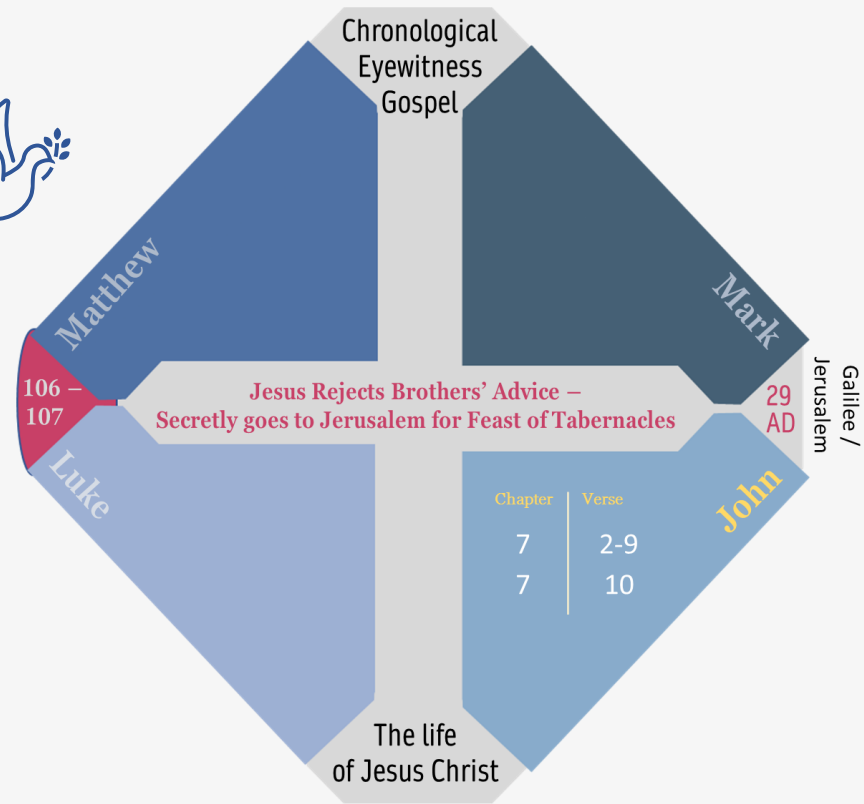 Chronological
Eyewitness
Gospel
Matthew
Mark
106 –
107
Jesus Rejects Brothers’ Advice –
Secretly goes to Jerusalem for Feast of Tabernacles
29
AD
Galilee /
Jerusalem
Luke
John
Chapter Verse
7 2-9
7 10
The life
of Jesus Christ